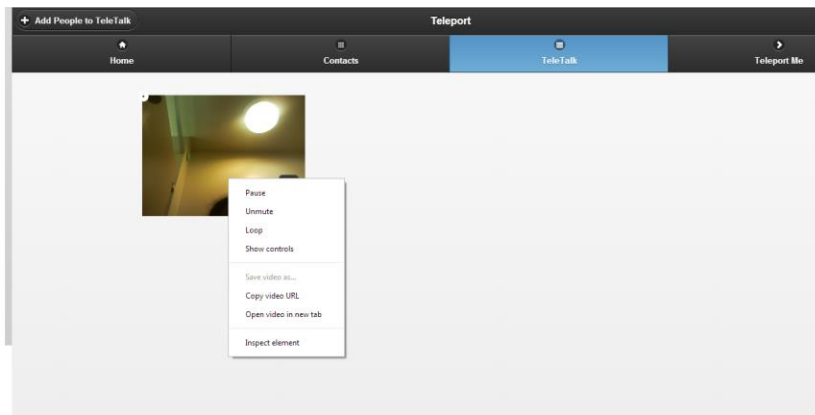 Add People to TeleTalk
Teleport
Home
Contacts
TeleTalk
Teleport Me
Pause
Unmute
Loop
Show controls
Save video as...
Copy video URL
Open video in new tab
Inspect element